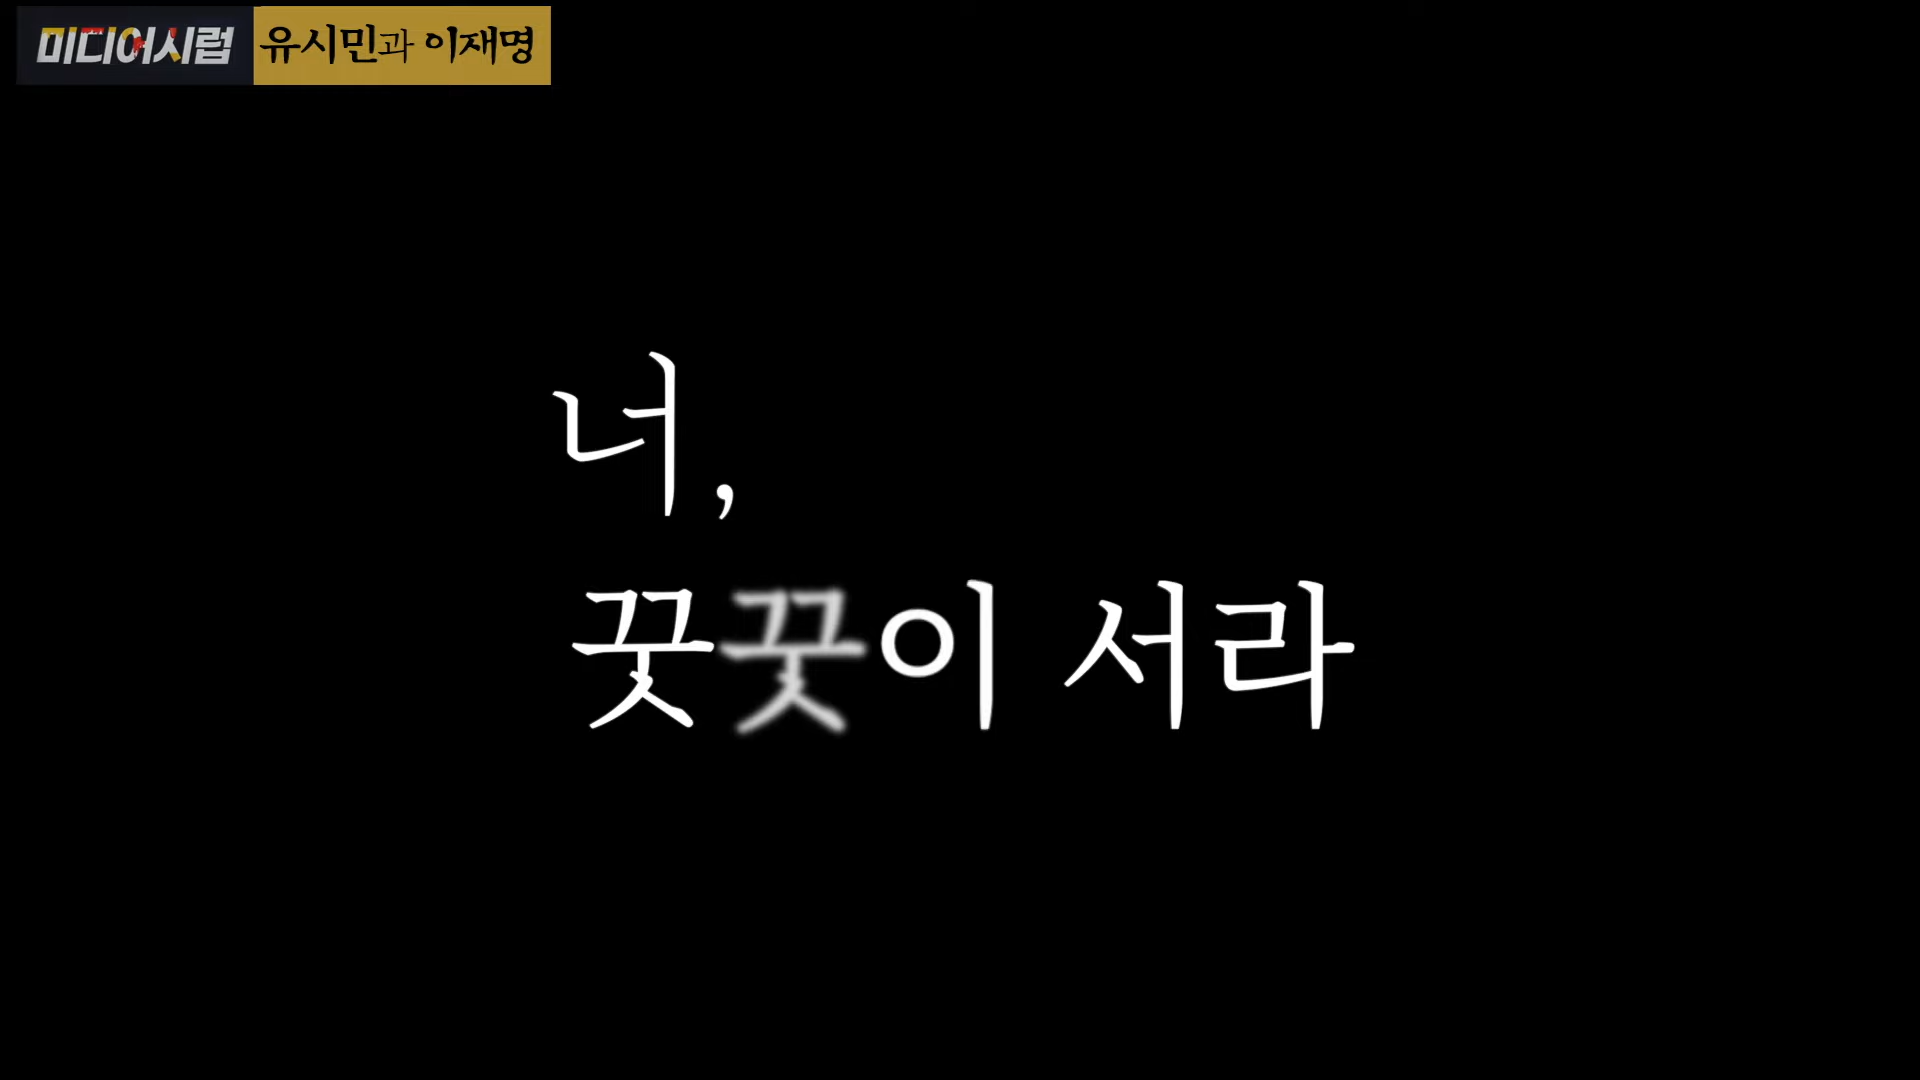 미디어시럽 유시민과 이재명
너,
꿋꿋이 서라